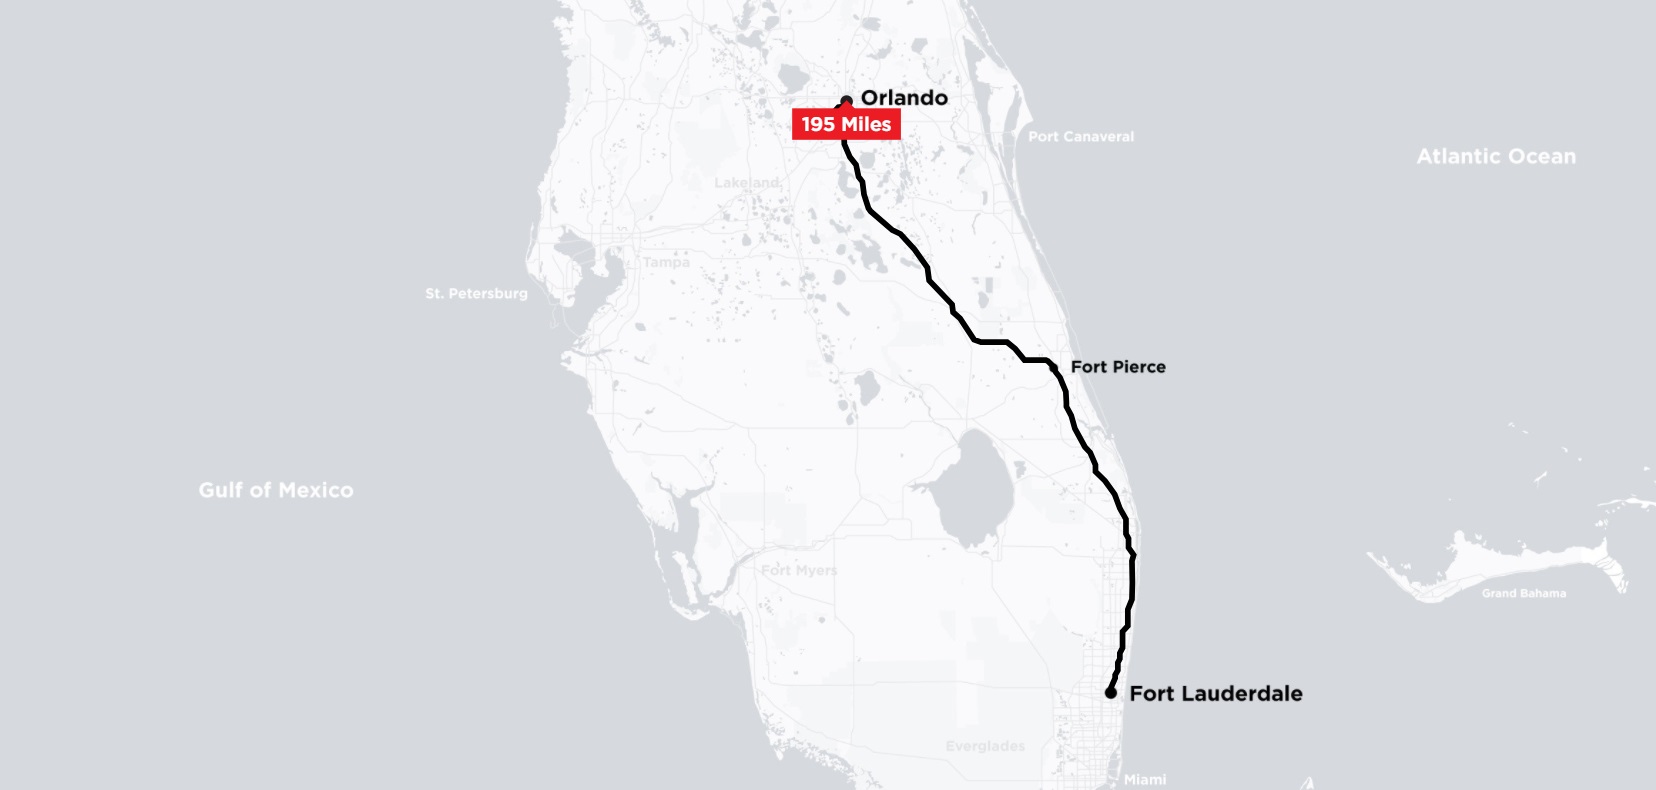 Orlando
195 Miles
Port Canaveral
Atlantic Ocean
Lakeland
Tampa
St. Petersburg
Fort Pierce
Gulf of Mexico
Fort Myers
Grand Bahama
Fort Lauderdale
Everglades
Miami